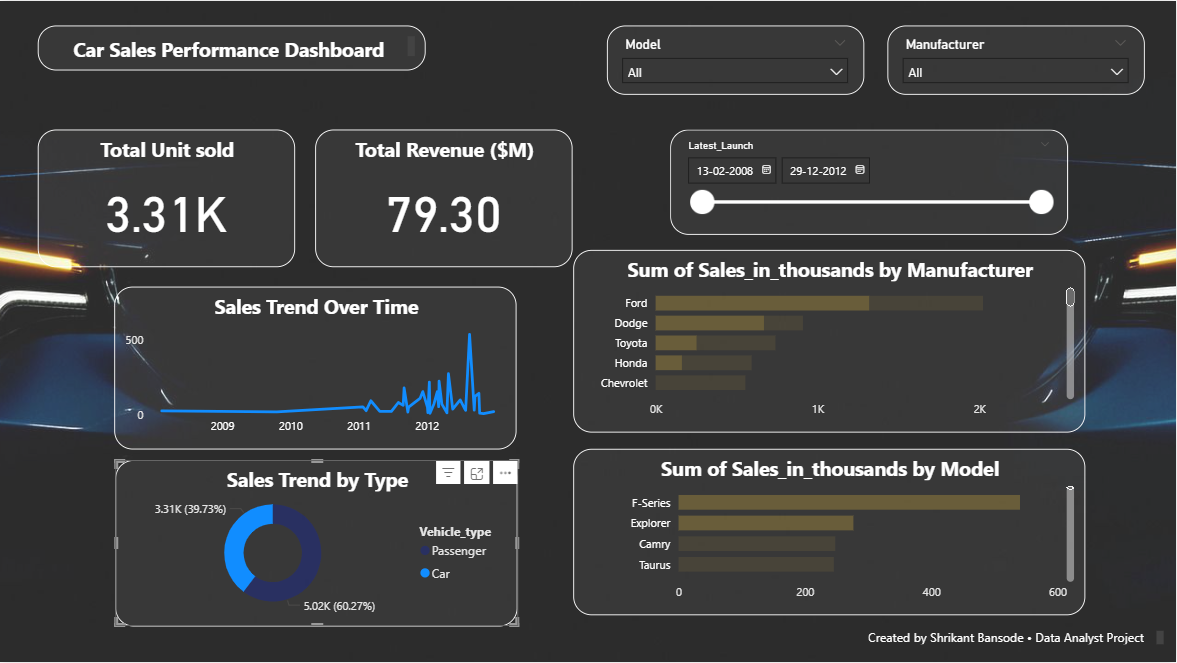 Car Sales Performance Dashboard
Model
All
Manufacturer
All
Total Unit sold
3.31K
Total Revenue ($M)
79.30
Latest_Launch
13-02-2008
29-12-2012
Sales Trend Over Time
500
0
2009 2010 2011 2012
Sum of Sales_in_thousands by Manufacturer
Ford
Dodge
Toyota
Honda
Chevrolet
0K 1K 2K
Sales Trend by Type
3.31K (39.73%)
5.02K (60.27%)
Vehicle_type
Passenger
Car
Sum of Sales_in_thousands by Model
F-Series
Explorer
Camry
Taurus
0 200 400 600
Created by Shrikant Bansode • Data Analyst Project